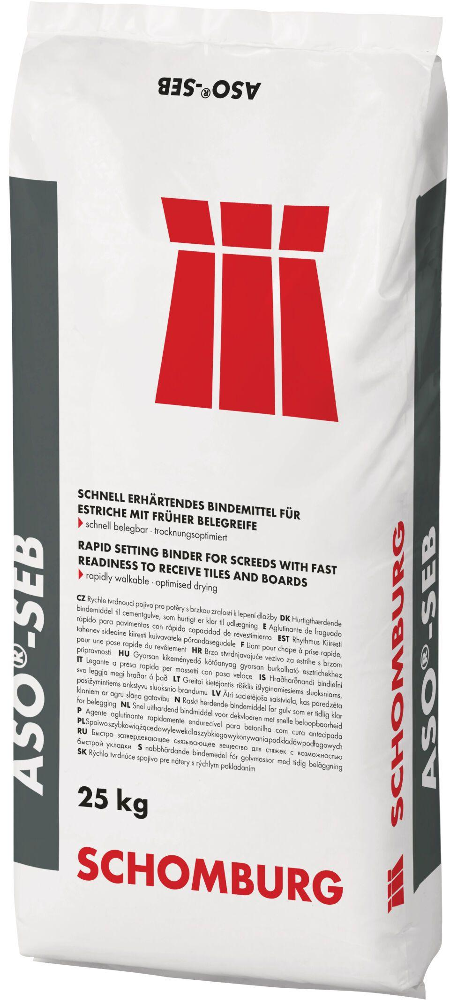 ASO®-SEB
SCHNELL ERHÄRTENDES BINDEMITTEL FÜR
ESTRICHE MIT FRÜHER BELEGREIFE
schnell belegbar · trocknungsoptimiert
RAPID SETTING BINDER FOR SCREEDS WITH FAST
READINESS TO RECEIVE TILES AND BOARDS
rapidly walkable · optimised drying
CZ Rychle tvrdnoucí pojivo pro potěry s brzkou zralostí k lepení dlažby DK Hurtigthærdende
bindemiddel til cementgulve, som hurtigt er klar til udlægning E Aglutinante de fraguado
rápido para pavimentos con rápida capacidad de revestimiento EST Rhythmus Kiiresti
tahenev sideaine kiiresti kuivavatele põrandasegudele F Liant pour chape à prise rapide,
pour une pose rapide du revêtement HR Brzo stvrdnjavajuće vezivo za estrihe s brzom
pripravnosti HU Gyorsan kikeményedő kötőanyag gyorsan burkolható esztrichekhez
IT Legante a presa rapida per massetti con posa veloce IS Hraðharðnandi bindiefni
svo leggja megi hraðar á það LT Greitai kietėjantis rišiklis išlyginamiesiems sluoksniams,
pasižymintiems ankstyvu sluoksnio brandumu LV Ātri sacietējoša saistviela, kas paredzēta
kloniem ar agru slāņa gatavību N Raskt herdende bindemiddel for gulv som er tidlig klar
for belegging NL Snel uithardend bindmiddel voor dekvloeren met snelle beloopbaarheid
P Agente aglutinante rapidamente endurecível para betonilha com cura antecipada
PL Spoiwo szybkowiążące do wylewek dla szybkiego wykonywania podkładów podłogowych
RU Быстро затвердевающее связывающее вещество для стяжек с возможностью
быстрой укладки S nabbhärdande bindemedel för golvmassor med tidig beläggning
SK Rýchlo tvrdnúce spojivo pre nátery s rýchlym pokladaním
25 kg
SCHOMBURG
ASO®-SEB
SCHOMBURG
ASO®-SEB